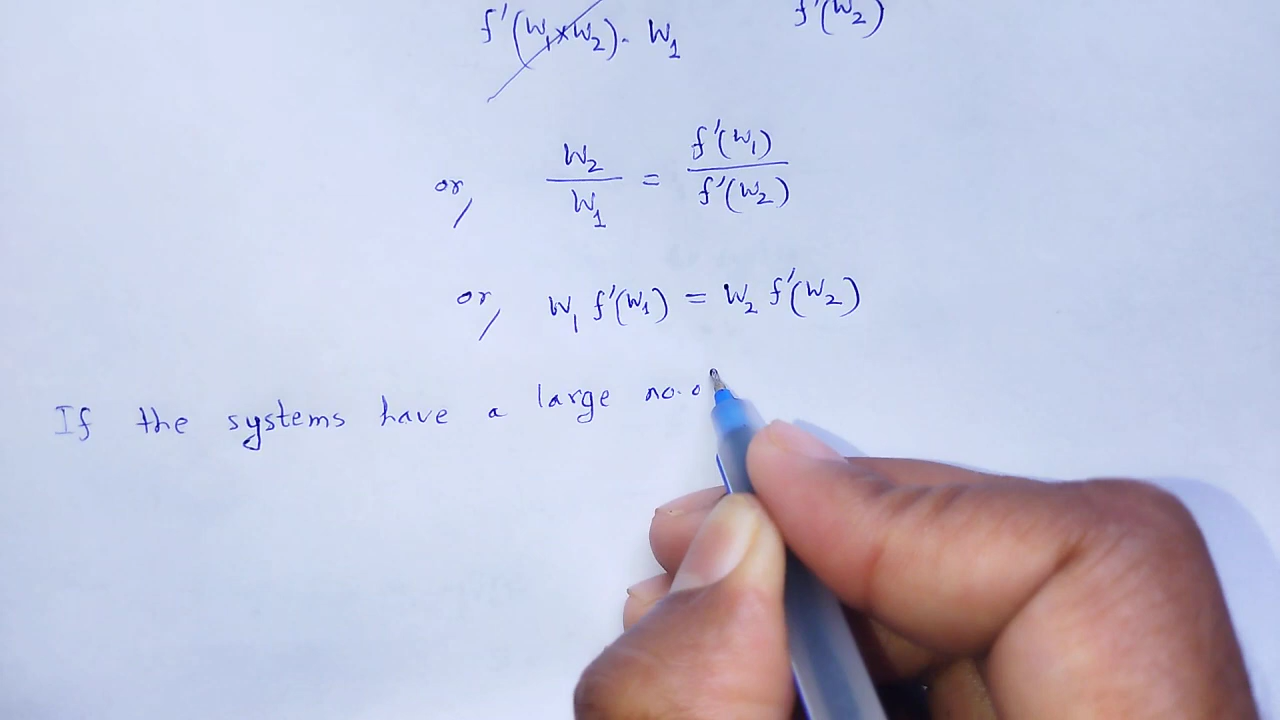 f'(W₁×W₂). W₁ f'(W₂)
or, W₂/W₁ = f'(W₁)/f'(W₂)
or, W₁ f'(W₁) = W₂ f'(W₂)
If the systems have a large no. o